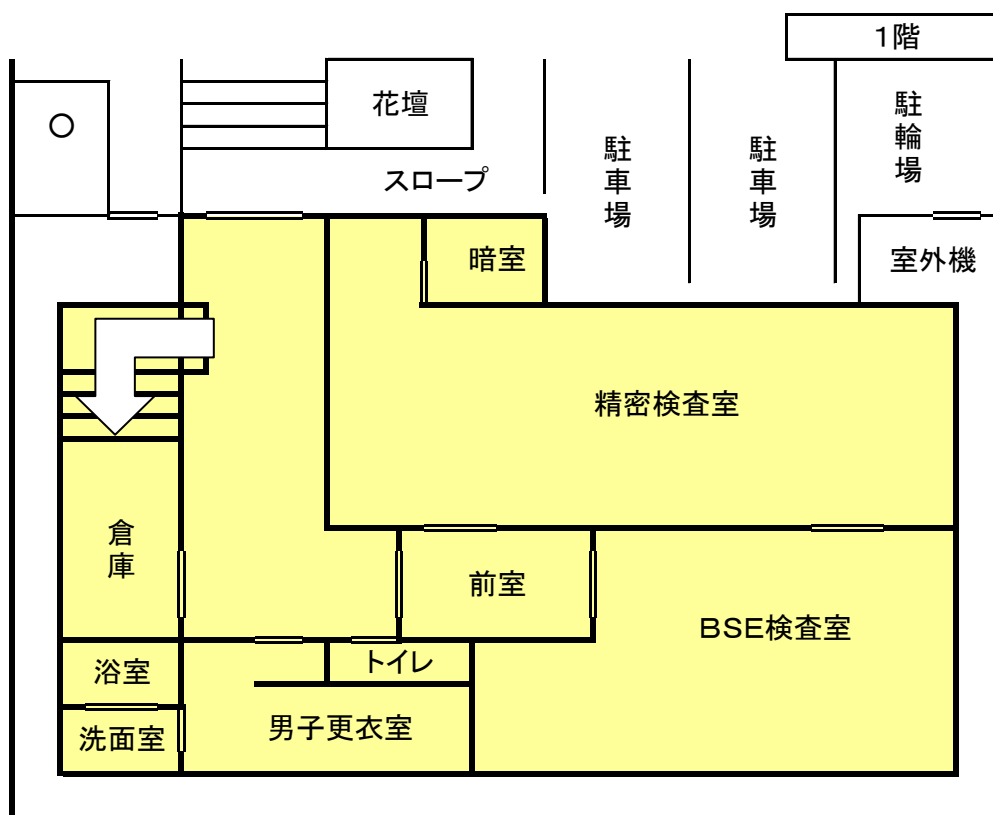 1階
花壇
スロープ
駐車場
駐車場
駐輪場
室外機
暗室
精密検査室
倉庫
前室
BSE検査室
浴室
トイレ
洗面室
男子更衣室